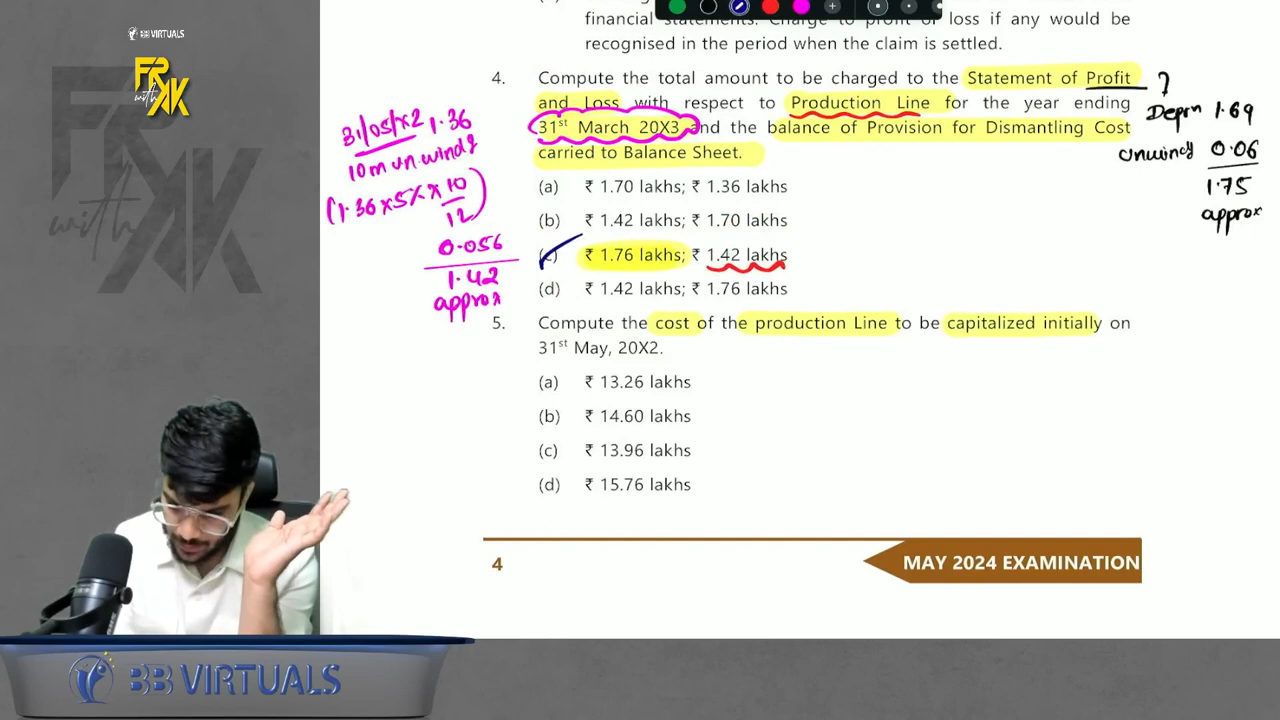 BB VIRTUALS
FR
with
AK
financial statements. Charge to profit or loss if any would be
recognised in the period when the claim is settled.
4. Compute the total amount to be charged to the Statement of Profit
and Loss with respect to Production Line for the year ending
31st March 20X3 and the balance of Provision for Dismantling Cost
carried to Balance Sheet.
(a) ₹ 1.70 lakhs; ₹ 1.36 lakhs
(b) ₹ 1.42 lakhs; ₹ 1.70 lakhs
(c) ₹ 1.76 lakhs; ₹ 1.42 lakhs
(d) ₹ 1.42 lakhs; ₹ 1.76 lakhs
5. Compute the cost of the production Line to be capitalized initially on
31st May, 20X2.
(a) ₹ 13.26 lakhs
(b) ₹ 14.60 lakhs
(c) ₹ 13.96 lakhs
(d) ₹ 15.76 lakhs
4
MAY 2024 EXAMINATION
1.36
10m unwindg
(1.36 x 5% x 10
12)
0.056
1.42
approx
?
Deprn 1.69
unwindg 0.06
1.75
approx
BB VIRTUALS